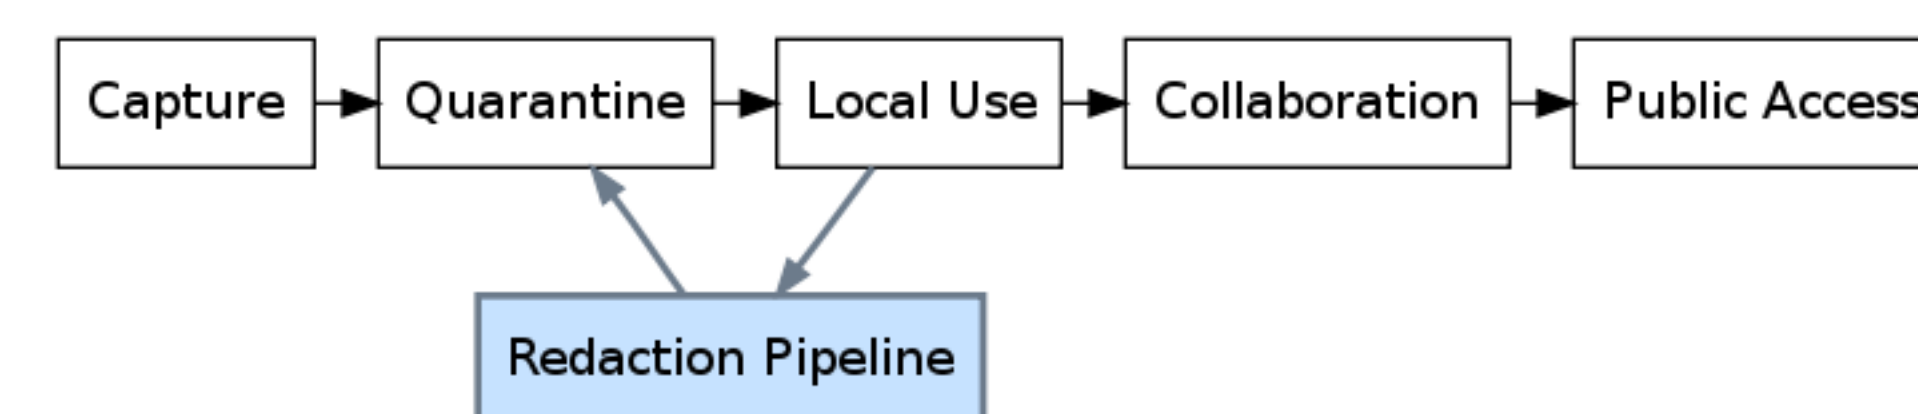 Capture Quarantine Local Use Collaboration Public Access
Redaction Pipeline